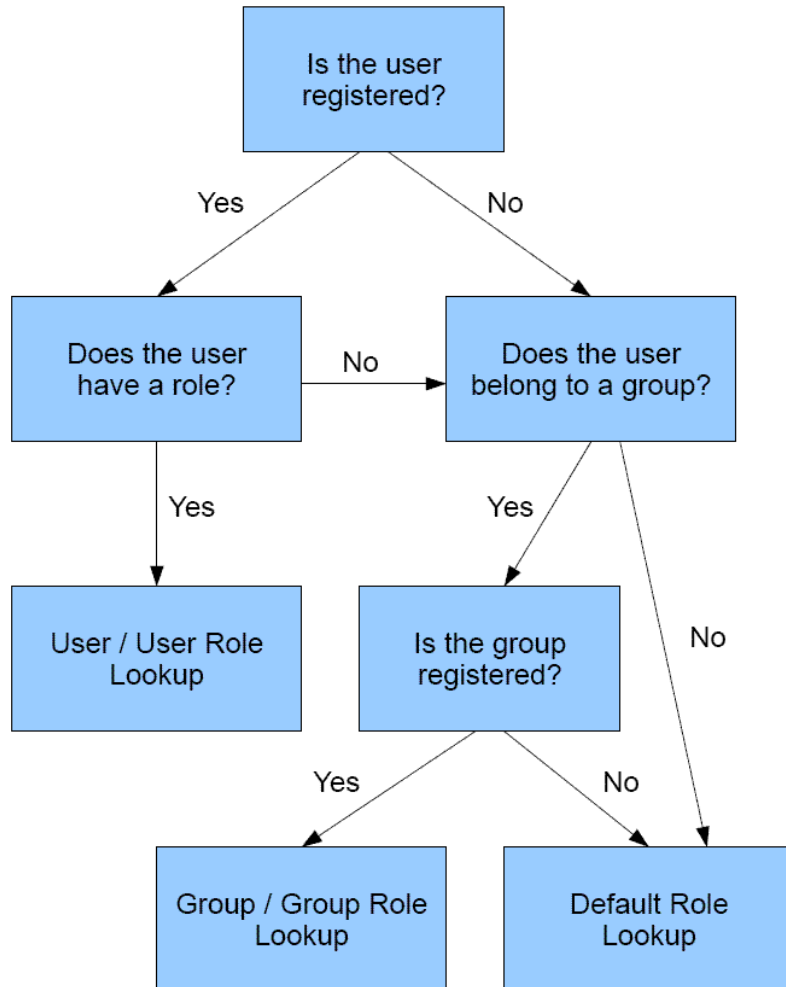 Is the user
registered?
Yes
No
Does the user
have a role?
No
Does the user
belong to a group?
Yes
Yes
No
User / User Role
Lookup
Is the group
registered?
Yes
No
Group / Group Role
Lookup
Default Role
Lookup